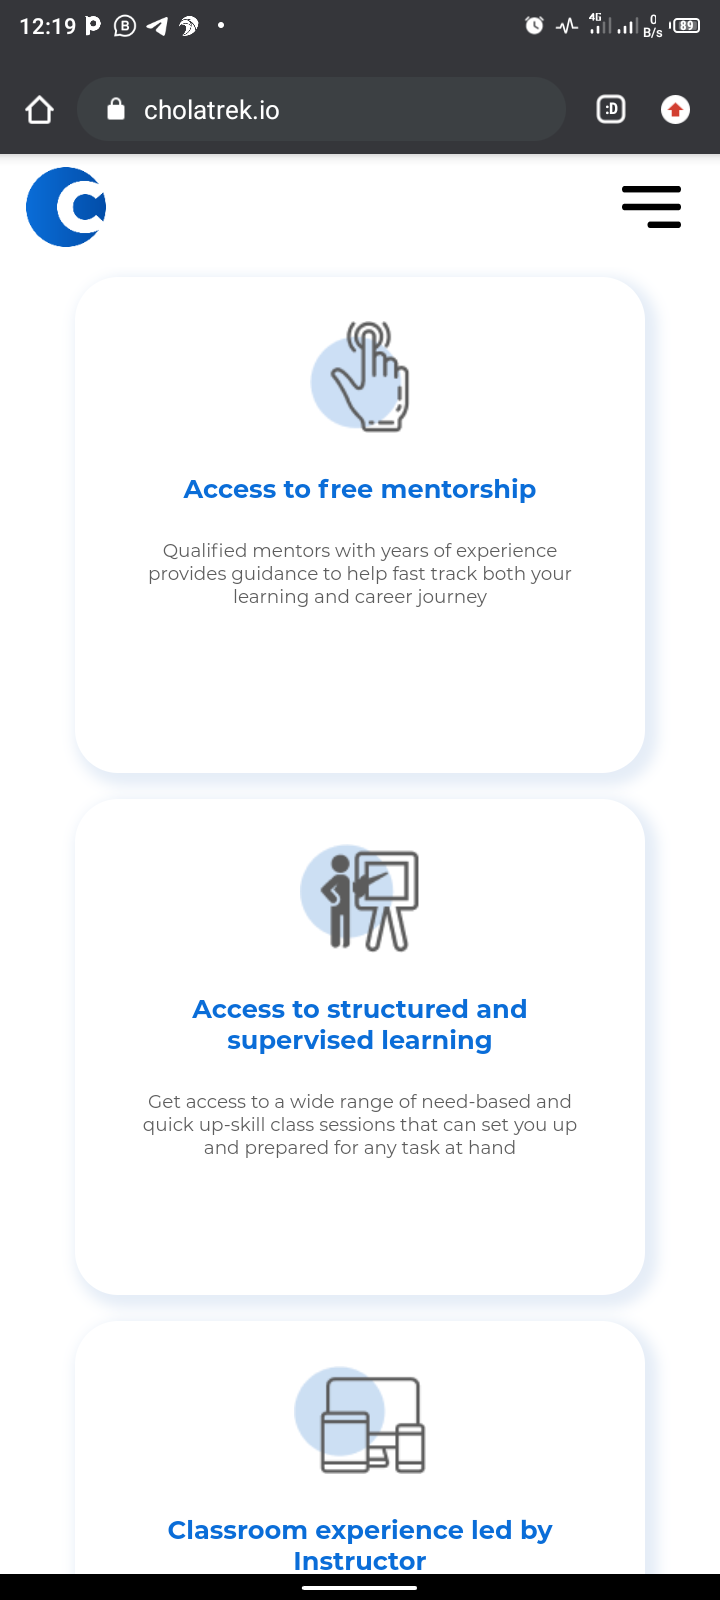 12:19
4G
0
B/s
89
cholatrek.io
:D
Access to free mentorship
Qualified mentors with years of experience
provides guidance to help fast track both your
learning and career journey
Access to structured and
supervised learning
Get access to a wide range of need-based and
quick up-skill class sessions that can set you up
and prepared for any task at hand
Classroom experience led by
Instructor